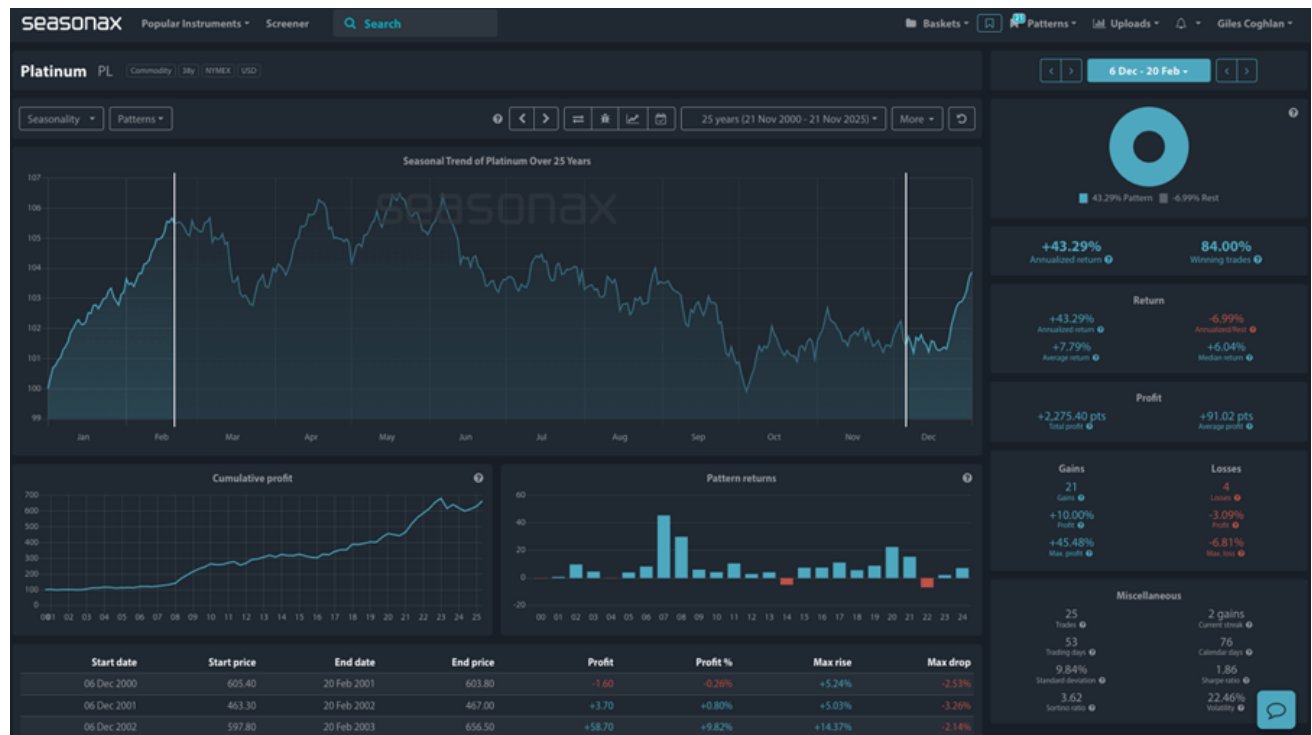 seasonax Popular Instruments Screener Search Baskets 21 Patterns Uploads Giles Coghlan
Platinum PL Commodity 38y NYMEX USD
6 Dec - 20 Feb
Seasonality Patterns 25 years (21 Nov 2000 - 21 Nov 2025) More
Seasonal Trend of Platinum Over 25 Years
seasonax
107
106
105
104
103
102
101
100
99
Jan Feb Mar Apr May Jun Jul Aug Sep Oct Nov Dec
43.29% Pattern -6.99% Rest
+43.29% 84.00%
Annualized return Winning trades
Return
+43.29% -6.99%
Annualized return Annualized/Rest
+7.79% +6.04%
Average return Median return
Profit
+2,275.40 pts +91.02 pts
Total profit Average profit
Gains Losses
21 4
Gains Losses
+10.00% -3.09%
Profit Profit
+45.48% -6.81%
Max. profit Max. loss
Miscellaneous
25 2 gains
Trades Current streak
53 76
Trading days Calendar days
9.84% 1.86
Standard deviation Sharpe ratio
3.62 22.46%
Sortino ratio Volatility
Cumulative profit
700
600
500
400
300
200
100
0
02 03 04 05 06 07 08 09 10 11 12 13 14 15 16 17 18 19 20 21 22 23 24 25
Pattern returns
60
40
20
0
-20
00 01 02 03 04 05 06 07 08 09 10 11 12 13 14 15 16 17 18 19 20 21 22 23 24
Start date Start price End date End price Profit Profit % Max rise Max drop
06 Dec 2000 605.40 20 Feb 2001 603.80 -1.60 -0.26% +5.24% -2.53%
06 Dec 2001 463.30 20 Feb 2002 467.00 +3.70 +0.80% +5.03% -3.26%
06 Dec 2002 597.80 20 Feb 2003 656.50 +58.70 +9.82% +14.37% -2.14%